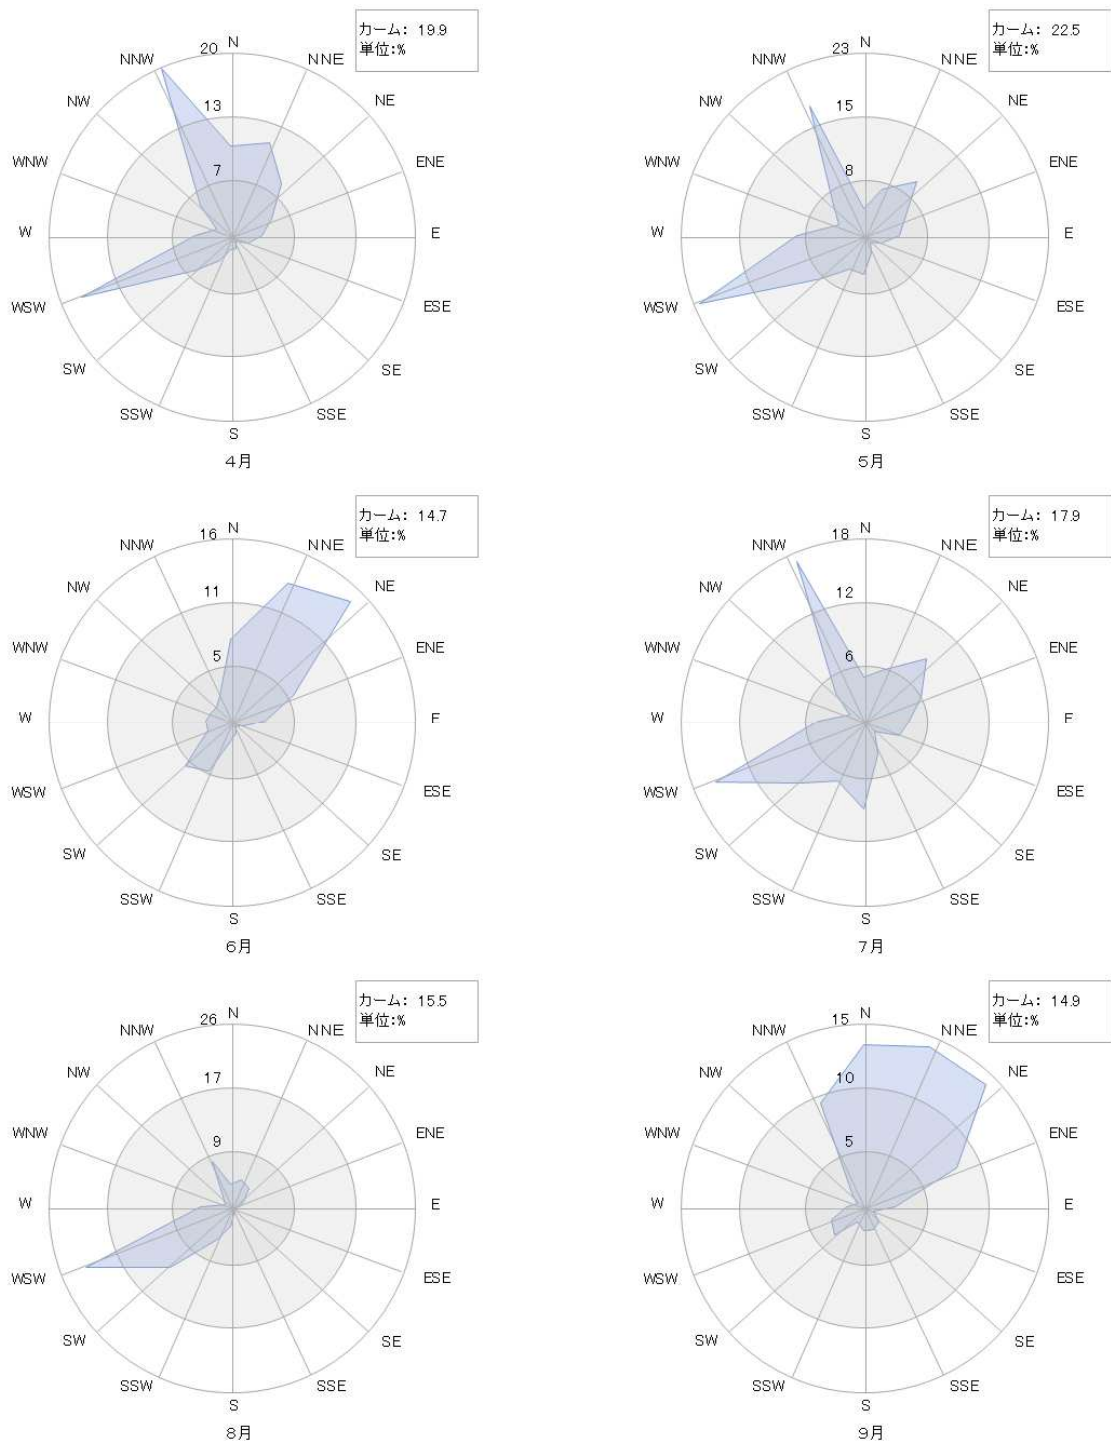 カーム: 19.9
単位:%
20
N
NNW
NNE
NW
NE
13
WNW
ENE
7
W
E
WSW
ESE
SW
SE
SSW
SSE
S
4月
カーム: 22.5
単位:%
23
N
NNW
NNE
NW
NE
15
WNW
ENE
8
W
E
WSW
ESE
SW
SE
SSW
SSE
S
5月
カーム: 14.7
単位:%
16
N
NNW
NNE
NW
NE
11
WNW
ENE
5
W
E
WSW
ESE
SW
SE
SSW
SSE
S
6月
カーム: 17.9
単位:%
18
N
NNW
NNE
NW
NE
12
WNW
ENE
6
W
E
WSW
ESE
SW
SE
SSW
SSE
S
7月
カーム: 15.5
単位:%
26
N
NNW
NNE
NW
NE
17
WNW
ENE
9
W
E
WSW
ESE
SW
SE
SSW
SSE
S
8月
カーム: 14.9
単位:%
15
N
NNW
NNE
NW
NE
10
WNW
ENE
5
W
E
WSW
ESE
SW
SE
SSW
SSE
S
9月